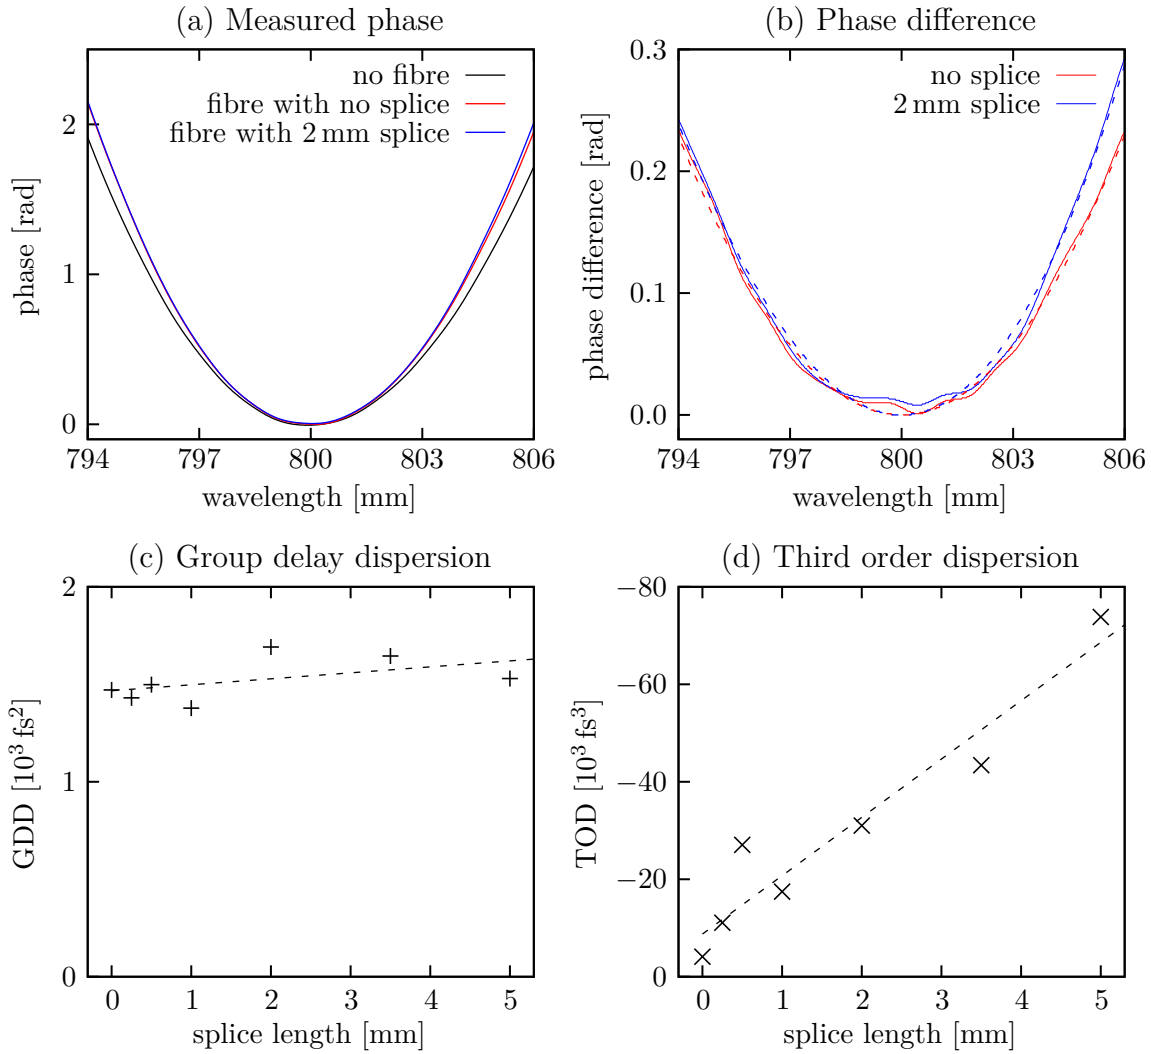 (a) Measured phase
no fibre
fibre with no splice
fibre with 2 mm splice
phase [rad]
2
1
0
794 797 800 803 806
wavelength [mm]
(b) Phase difference
no splice
2 mm splice
phase difference [rad]
0.3
0.2
0.1
0.0
794 797 800 803 806
wavelength [mm]
(c) Group delay dispersion
GDD [10³ fs²]
2
1
0
0 1 2 3 4 5
splice length [mm]
(d) Third order dispersion
TOD [10³ fs³]
−80
−60
−40
−20
0
0 1 2 3 4 5
splice length [mm]